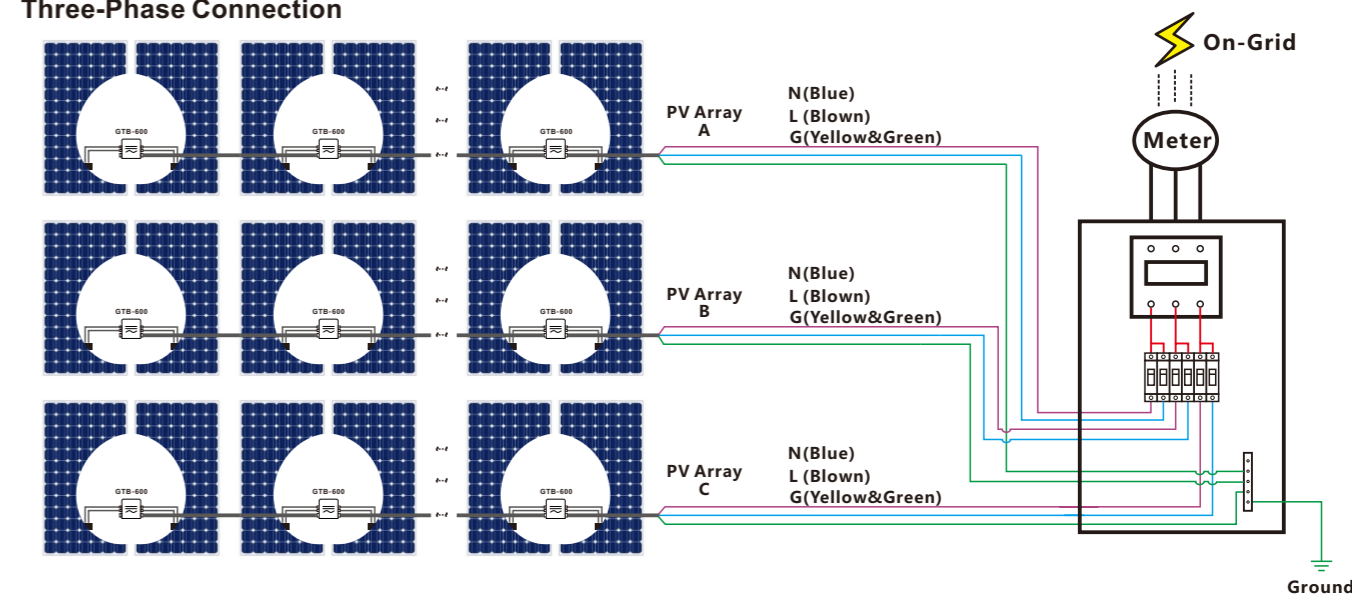 Three-Phase Connection
On-Grid
Meter
GTB-600 GTB-600 GTB-600
PV Array
A
N(Blue)
L (Blown)
G(Yellow&Green)
GTB-600 GTB-600 GTB-600
PV Array
B
N(Blue)
L (Blown)
G(Yellow&Green)
GTB-600 GTB-600 GTB-600
PV Array
C
N(Blue)
L (Blown)
G(Yellow&Green)
Ground